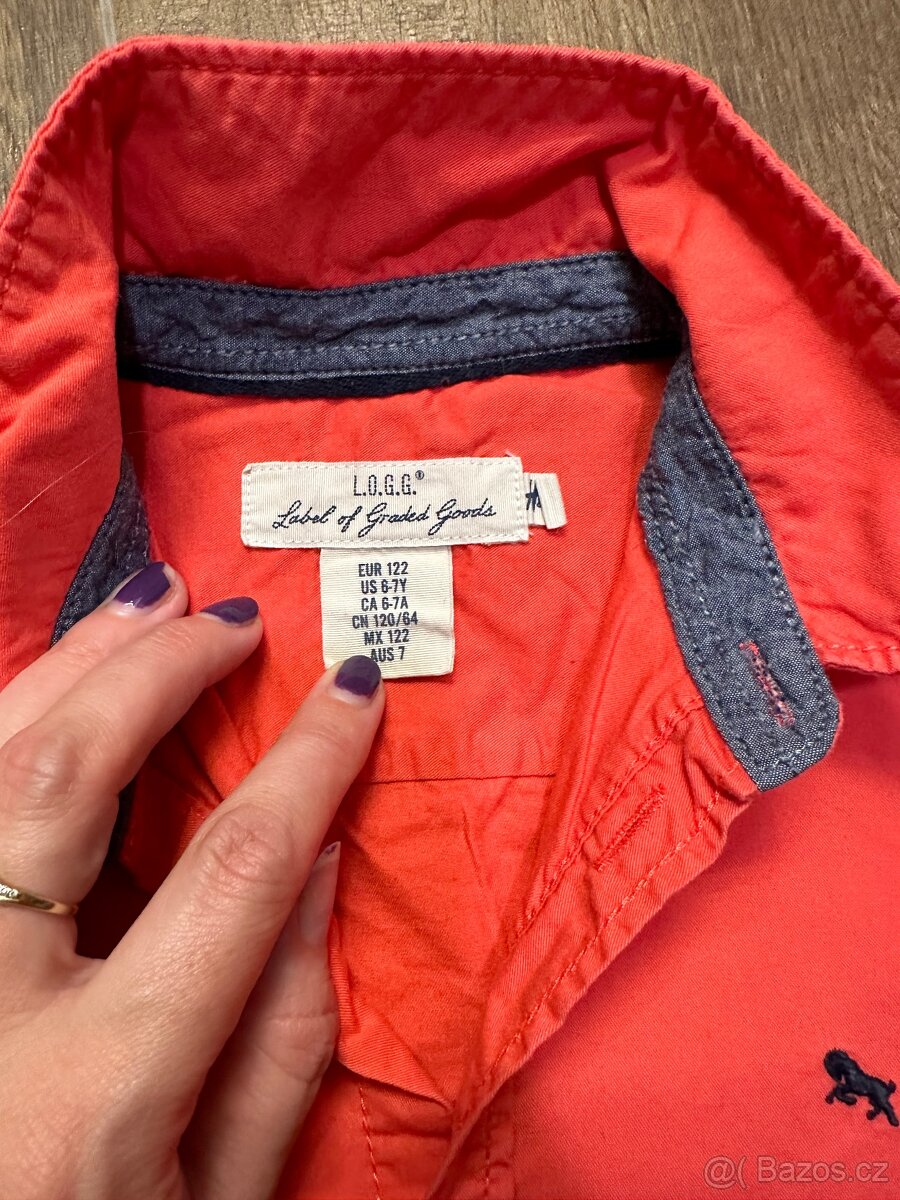 L.O.G.G.®
Label of Graded Goods
EUR 122
US 6-7Y
CA 6-7A
CN 120/64
MX 122
AUS 7
@( Bazos.cz